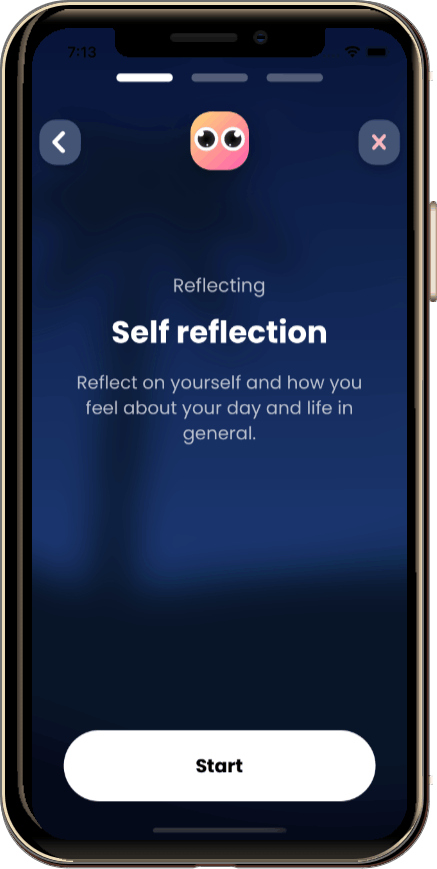 7:13
Reflecting
Self reflection
Reflect on yourself and how you
feel about your day and life in
general.
Start